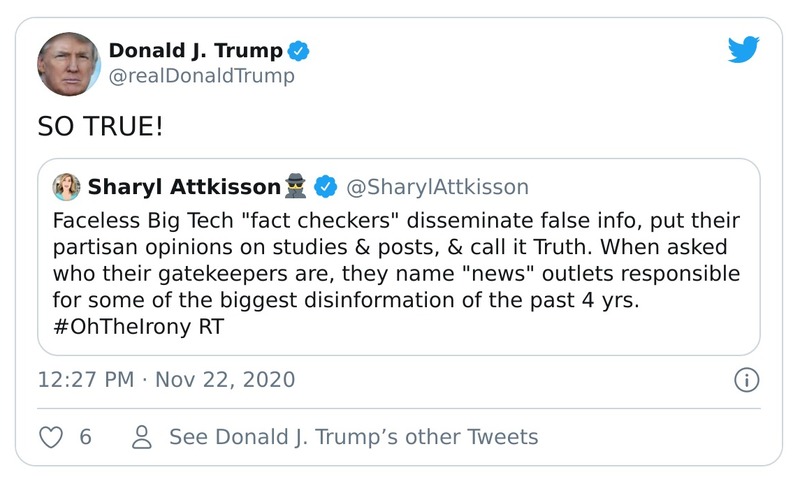 Donald J. Trump
@realDonaldTrump
SO TRUE!
Sharyl Attkisson🕵 @SharylAttkisson
Faceless Big Tech "fact checkers" disseminate false info, put their
partisan opinions on studies & posts, & call it Truth. When asked
who their gatekeepers are, they name "news" outlets responsible
for some of the biggest disinformation of the past 4 yrs.
#OhTheIrony RT
12:27 PM · Nov 22, 2020
6 See Donald J. Trump’s other Tweets